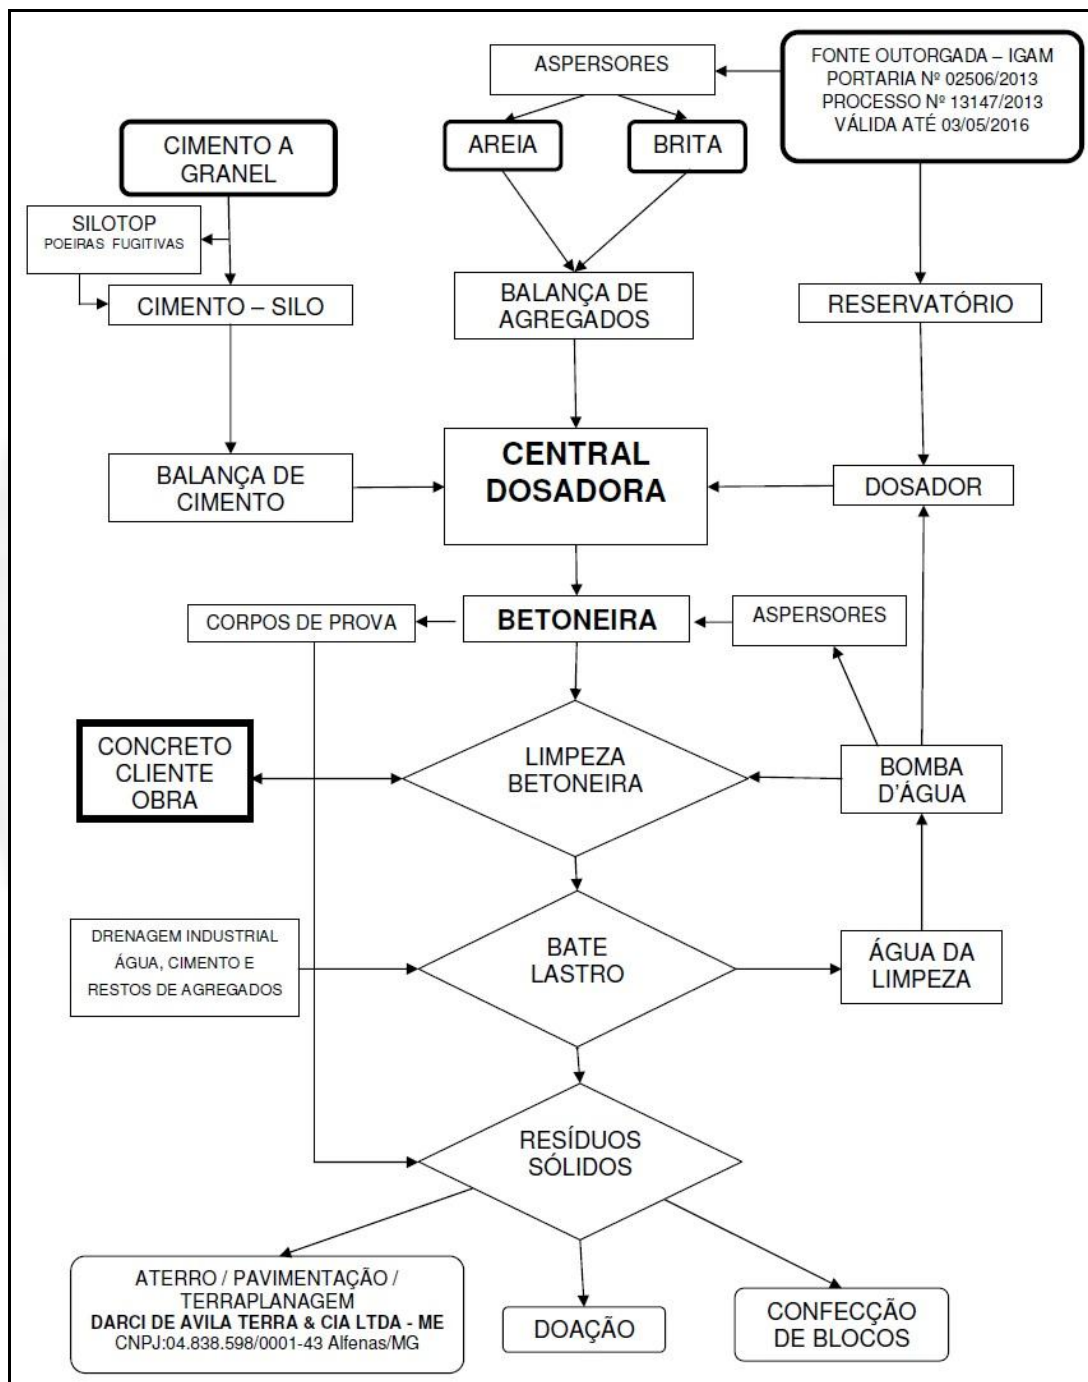 ASPERSORES
FONTE OUTORGADA – IGAM
PORTARIA Nº 02506/2013
PROCESSO Nº 13147/2013
VÁLIDA ATÉ 03/05/2016
CIMENTO A
GRANEL
AREIA
BRITA
SILOTOP
POEIRAS FUGITIVAS
CIMENTO – SILO
BALANÇA DE
AGREGADOS
RESERVATÓRIO
BALANÇA DE
CIMENTO
CENTRAL
DOSADORA
DOSADOR
CORPOS DE PROVA
BETONEIRA
ASPERSORES
CONCRETO
CLIENTE
OBRA
LIMPEZA
BETONEIRA
BOMBA
D'ÁGUA
DRENAGEM INDUSTRIAL
ÁGUA, CIMENTO E
RESTOS DE AGREGADOS
BATE
LASTRO
ÁGUA DA
LIMPEZA
RESÍDUOS
SÓLIDOS
ATERRO / PAVIMENTAÇÃO /
TERRAPLANAGEM
DARCI DE AVILA TERRA & CIA LTDA - ME
CNPJ:04.838.598/0001-43 Alfenas/MG
DOAÇÃO
CONFECÇÃO
DE BLOCOS